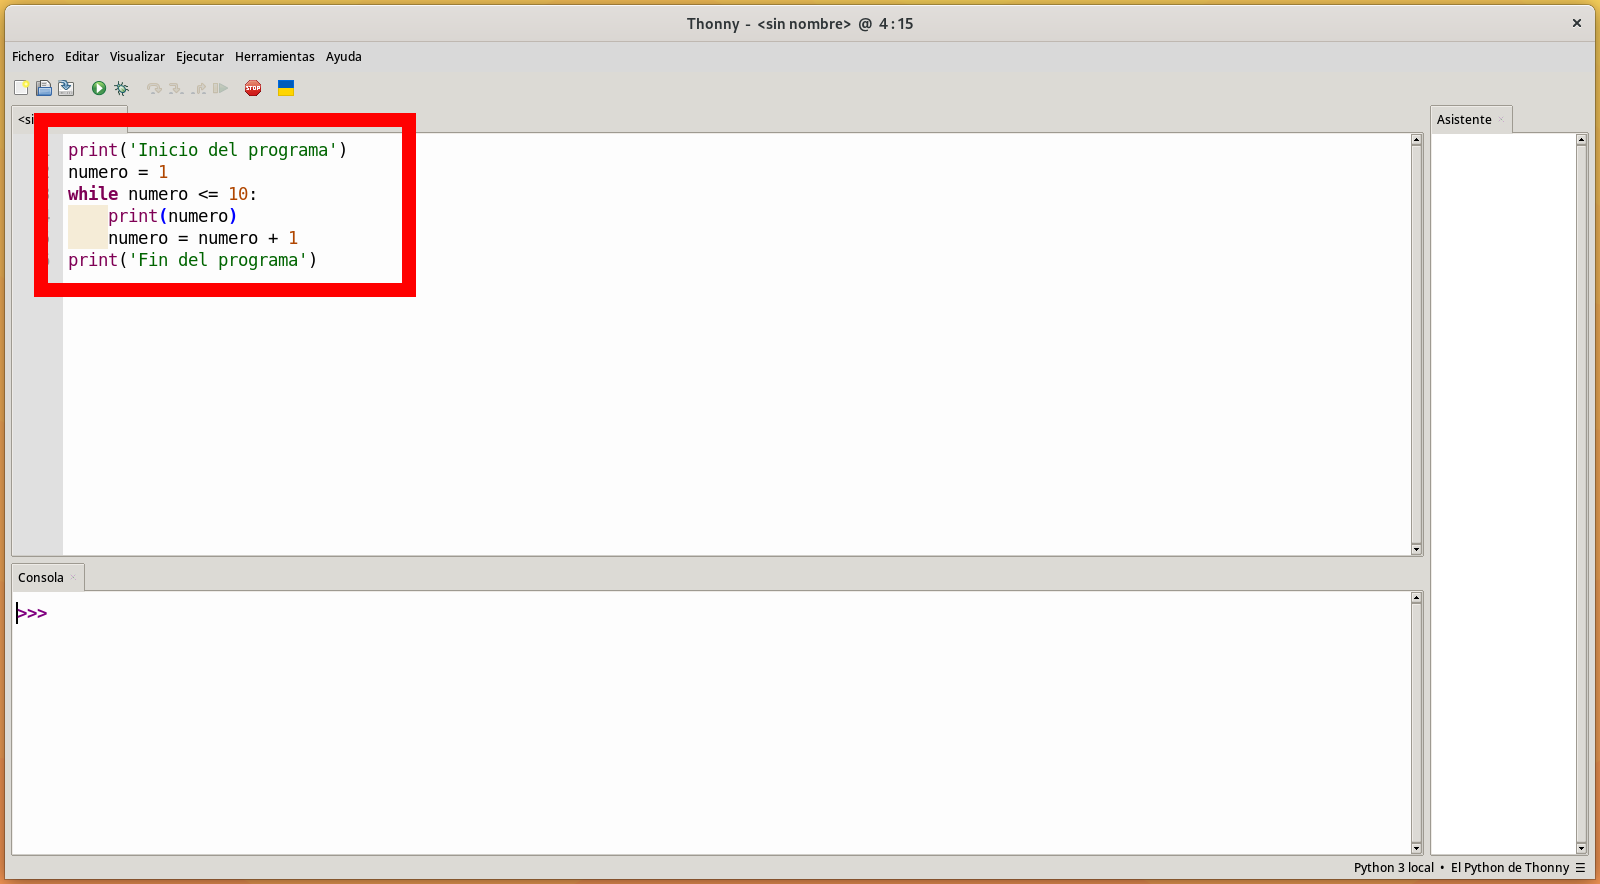 Thonny - <sin nombre> @ 4:15
Fichero Editar Visualizar Ejecutar Herramientas Ayuda
STOP
<si
Asistente
print('Inicio del programa')
numero = 1
while numero <= 10:
    print(numero)
    numero = numero + 1
print('Fin del programa')
Consola
>>>
Python 3 local • El Python de Thonny